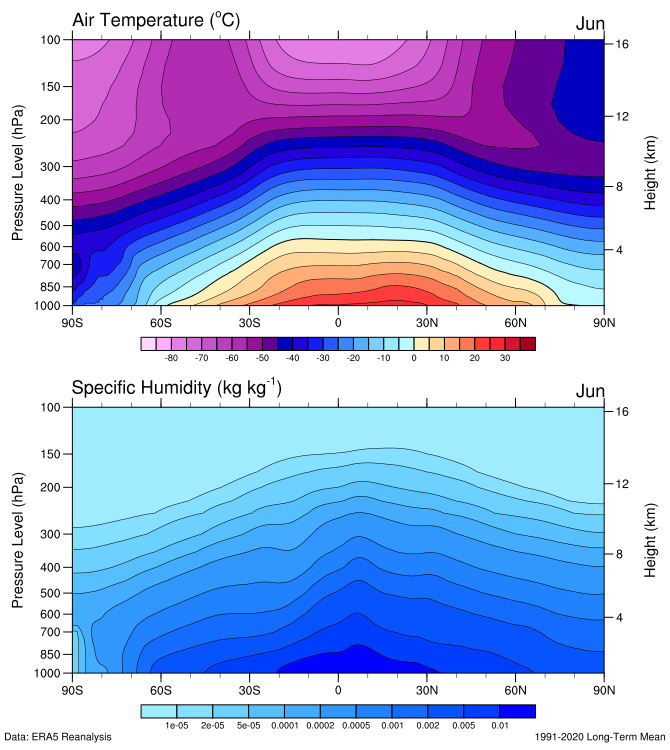 Air Temperature (°C)
Jun
100
150
200
300
400
500
600
700
850
1000
Pressure Level (hPa)
16
12
8
4
Height (km)
90S 60S 30S 0 30N 60N 90N
-80 -70 -60 -50 -40 -30 -20 -10 0 10 20 30
Specific Humidity (kg kg⁻¹)
Jun
100
150
200
300
400
500
600
700
850
1000
Pressure Level (hPa)
16
12
8
4
Height (km)
90S 60S 30S 0 30N 60N 90N
1e-05 2e-05 5e-05 0.0001 0.0002 0.0005 0.001 0.002 0.005 0.01
Data: ERA5 Reanalysis
1991-2020 Long-Term Mean